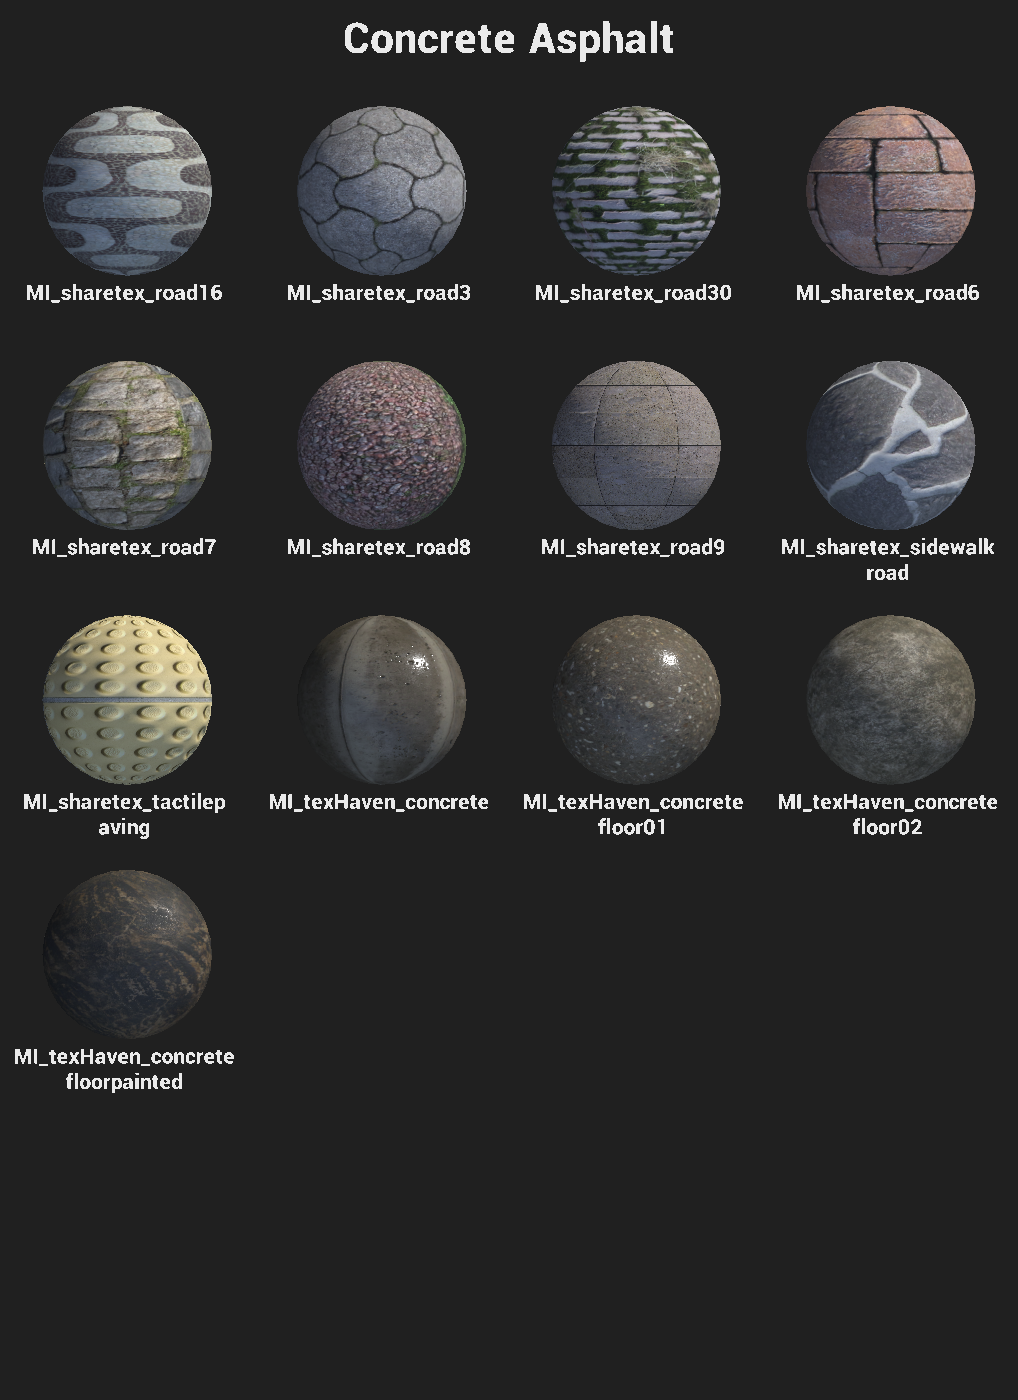 Concrete Asphalt
MI_sharetex_road16
MI_sharetex_road3
MI_sharetex_road30
MI_sharetex_road6
MI_sharetex_road7
MI_sharetex_road8
MI_sharetex_road9
MI_sharetex_sidewalk
road
MI_sharetex_tactilep
aving
MI_texHaven_concrete
MI_texHaven_concrete
floor01
MI_texHaven_concrete
floor02
MI_texHaven_concrete
floorpainted